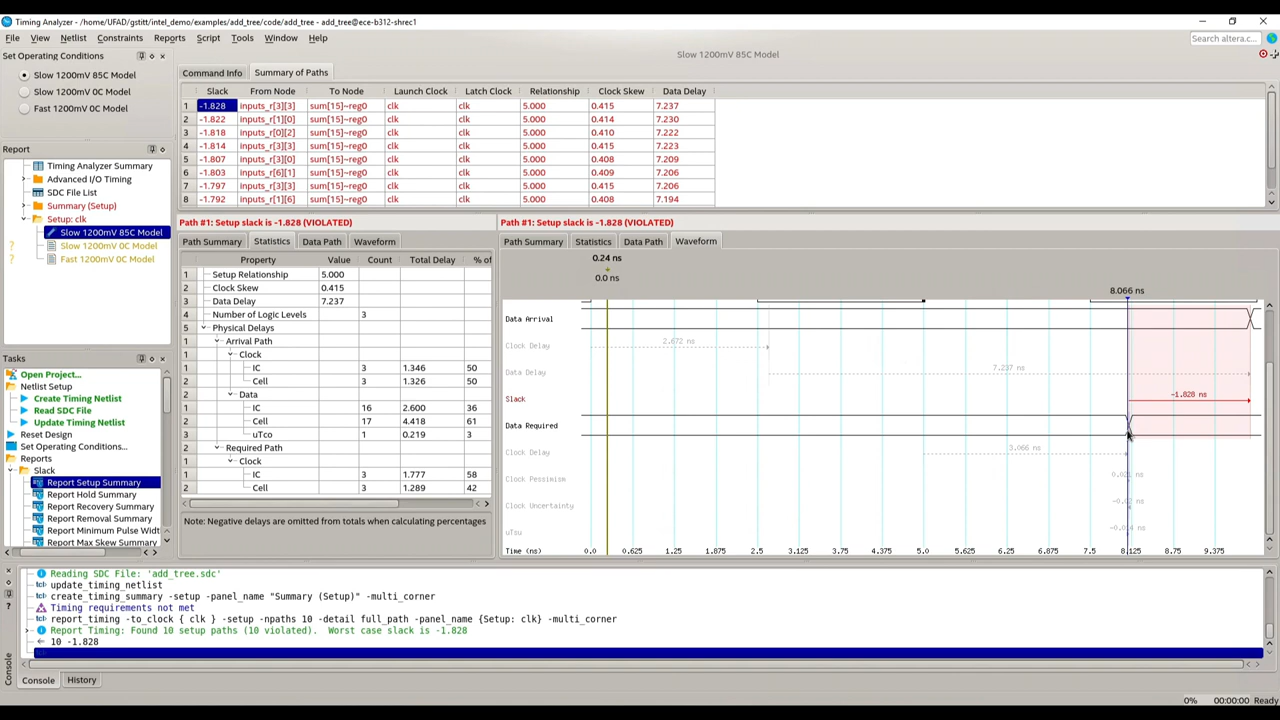 Timing Analyzer - /home/UFAD/gstitt/intel_demo/examples/add_tree/code/add_tree - add_tree@ece-b312-shrec1
File View Netlist Constraints Reports Script Tools Window Help
Search altera.c...
Set Operating Conditions
Slow 1200mV 85C Model
Slow 1200mV 0C Model
Fast 1200mV 0C Model
Report
Timing Analyzer Summary
Advanced I/O Timing
SDC File List
Summary (Setup)
Setup: clk
Slow 1200mV 85C Model
? Slow 1200mV 0C Model
? Fast 1200mV 0C Model
Tasks
Open Project...
Netlist Setup
Create Timing Netlist
Read SDC File
Update Timing Netlist
Reset Design
Set Operating Conditions...
Reports
Slack
Report Setup Summary
Report Hold Summary
Report Recovery Summary
Report Removal Summary
Report Minimum Pulse Widt
Report Max Skew Summary
Slow 1200mV 85C Model
Command Info Summary of Paths
Slack From Node To Node Launch Clock Latch Clock Relationship Clock Skew Data Delay
1 -1.828 inputs_r[3][3] sum[15]~reg0 clk clk 5.000 0.415 7.237
2 -1.822 inputs_r[1][0] sum[15]~reg0 clk clk 5.000 0.414 7.230
3 -1.818 inputs_r[0][2] sum[15]~reg0 clk clk 5.000 0.410 7.222
4 -1.814 inputs_r[3][3] sum[15]~reg0 clk clk 5.000 0.415 7.223
5 -1.807 inputs_r[3][0] sum[15]~reg0 clk clk 5.000 0.408 7.209
6 -1.803 inputs_r[6][1] sum[15]~reg0 clk clk 5.000 0.409 7.206
7 -1.797 inputs_r[3][3] sum[15]~reg0 clk clk 5.000 0.415 7.206
8 -1.792 inputs_r[1][6] sum[15]~reg0 clk clk 5.000 0.408 7.194
Path #1: Setup slack is -1.828 (VIOLATED)
Path Summary Statistics Data Path Waveform
Property Value Count Total Delay % of
1 Setup Relationship 5.000
2 Clock Skew 0.415
3 Data Delay 7.237
4 Number of Logic Levels 3
5 Physical Delays
1 Arrival Path
1 Clock
1 IC 3 1.346 50
2 Cell 3 1.326 50
2 Data
1 IC 16 2.600 36
2 Cell 17 4.418 61
3 uTco 1 0.219 3
2 Required Path
1 Clock
1 IC 3 1.777 58
2 Cell 3 1.289 42
Note: Negative delays are omitted from totals when calculating percentages
Path #1: Setup slack is -1.828 (VIOLATED)
Path Summary Statistics Data Path Waveform
0.24 ns
0.0 ns
8.066 ns
Data Arrival
Clock Delay 2.672 ns
Data Delay 7.237 ns
Slack -1.828 ns
Data Required
Clock Delay 3.066 ns
Clock Pessimism
Clock Uncertainty
uTsu
Time (ns) 0.0 0.625 1.25 1.875 2.5 3.125 3.75 4.375 5.0 5.625 6.25 6.875 7.5 8.125 8.75 9.375
Reading SDC File: 'add_tree.sdc'
tcl> update_timing_netlist
tcl> create_timing_summary -setup -panel_name "Summary (Setup)" -multi_corner
Timing requirements not met
tcl> report_timing -to_clock { clk } -setup -npaths 10 -detail full_path -panel_name {Setup: clk} -multi_corner
Report Timing: Found 10 setup paths (10 violated). Worst case slack is -1.828
10 -1.828
Console
Console History
0% 00:00:00 Ready